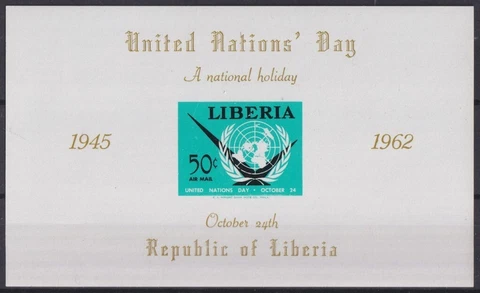 United Nations' Day
A national holiday
LIBERIA
1945
1962
50c
AIR MAIL
UNITED NATIONS DAY • OCTOBER 24
October 24th
Republic of Liberia